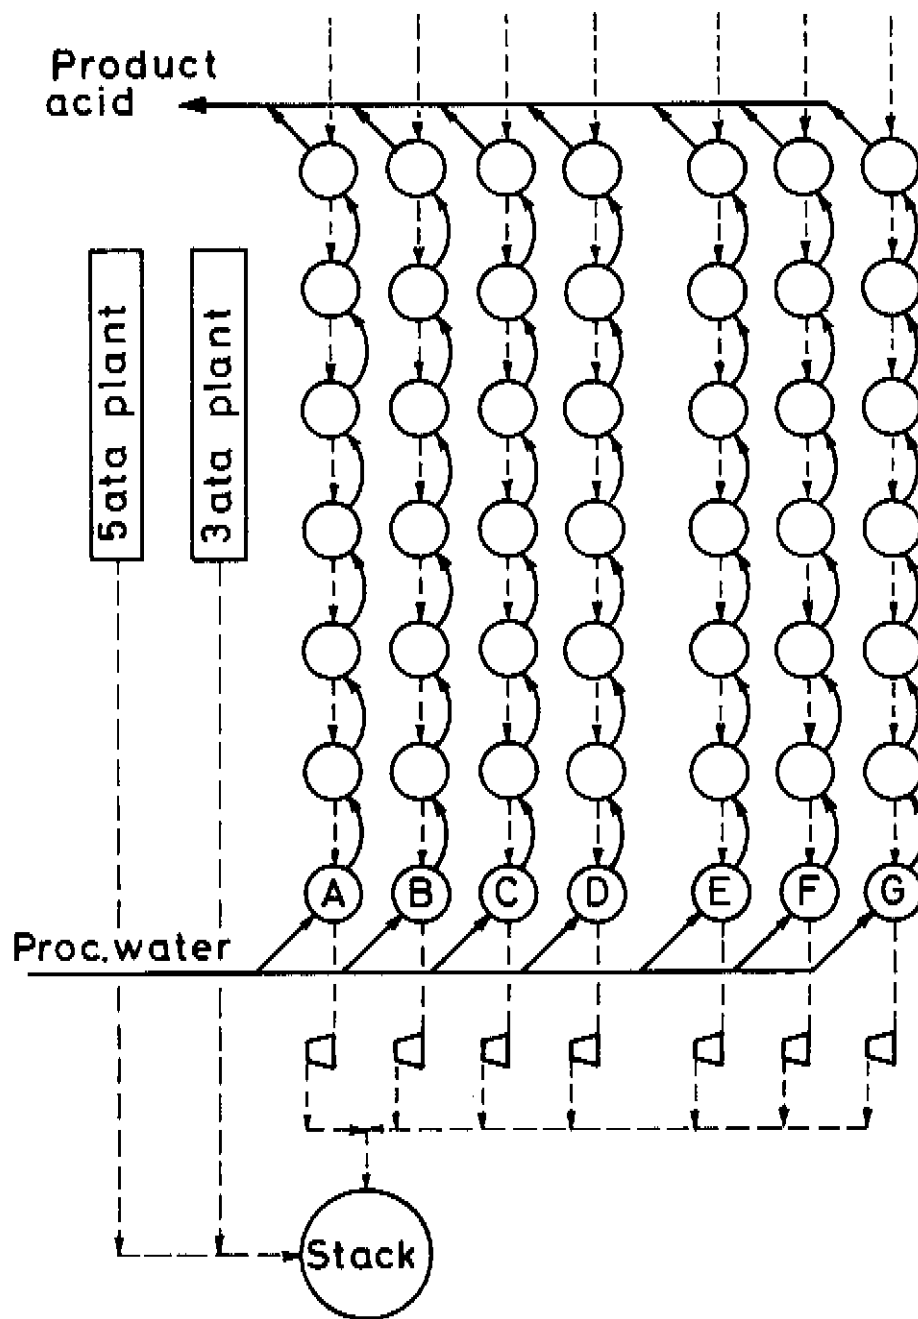 Product
acid
5ata plant
3ata plant
A
B
C
D
E
F
G
Proc.water
Stack